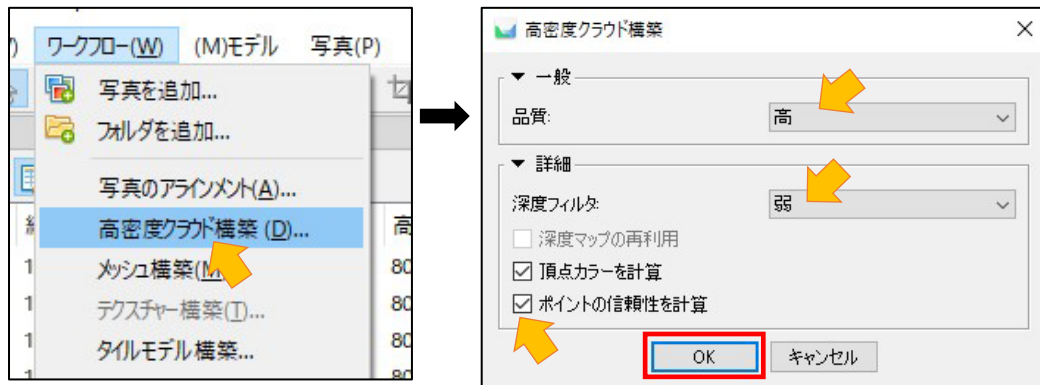 ワークフロー(W) (M)モデル 写真(P)
写真を追加...
フォルダを追加...
写真のアラインメント(A)...
高密度クラウド構築 (D)...
高
メッシュ構築(M
80
テクスチャー構築(T)...
80
タイルモデル構築...
80
高密度クラウド構築
一般
品質:
高
詳細
深度フィルタ:
弱
深度マップの再利用
頂点カラーを計算
ポイントの信頼性を計算
OK キャンセル